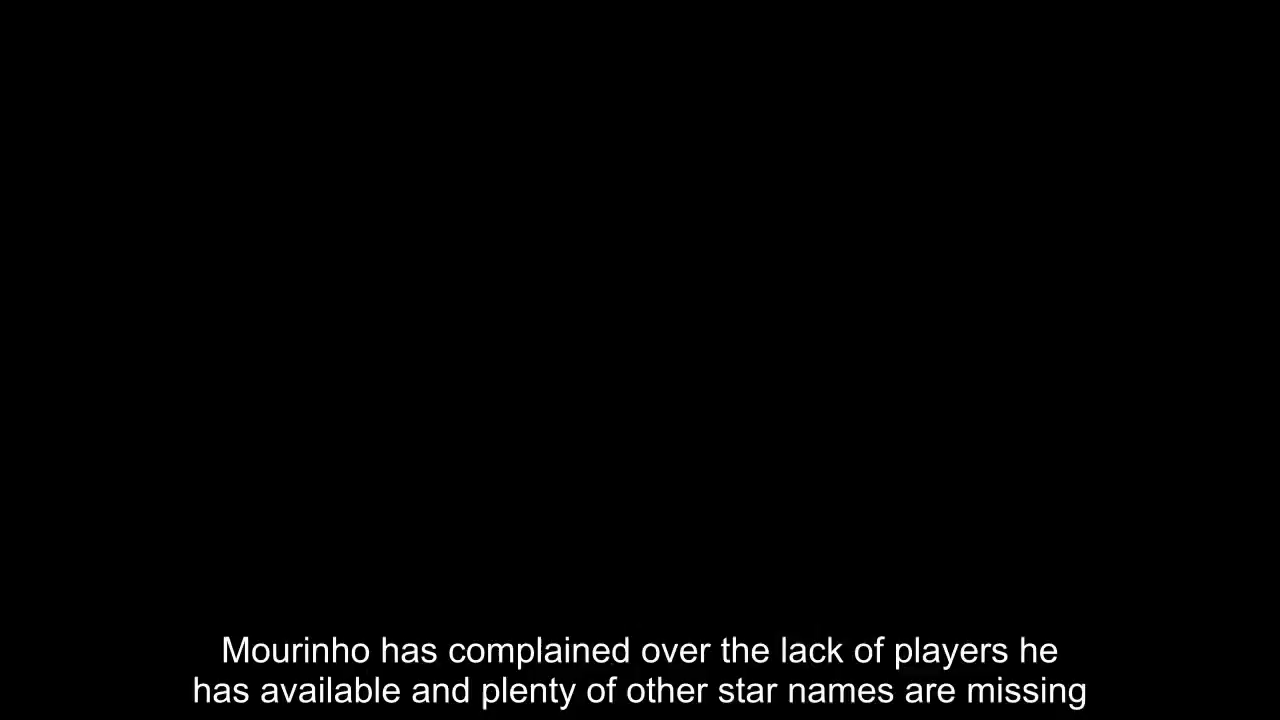 Mourinho has complained over the lack of players he
has available and plenty of other star names are missing